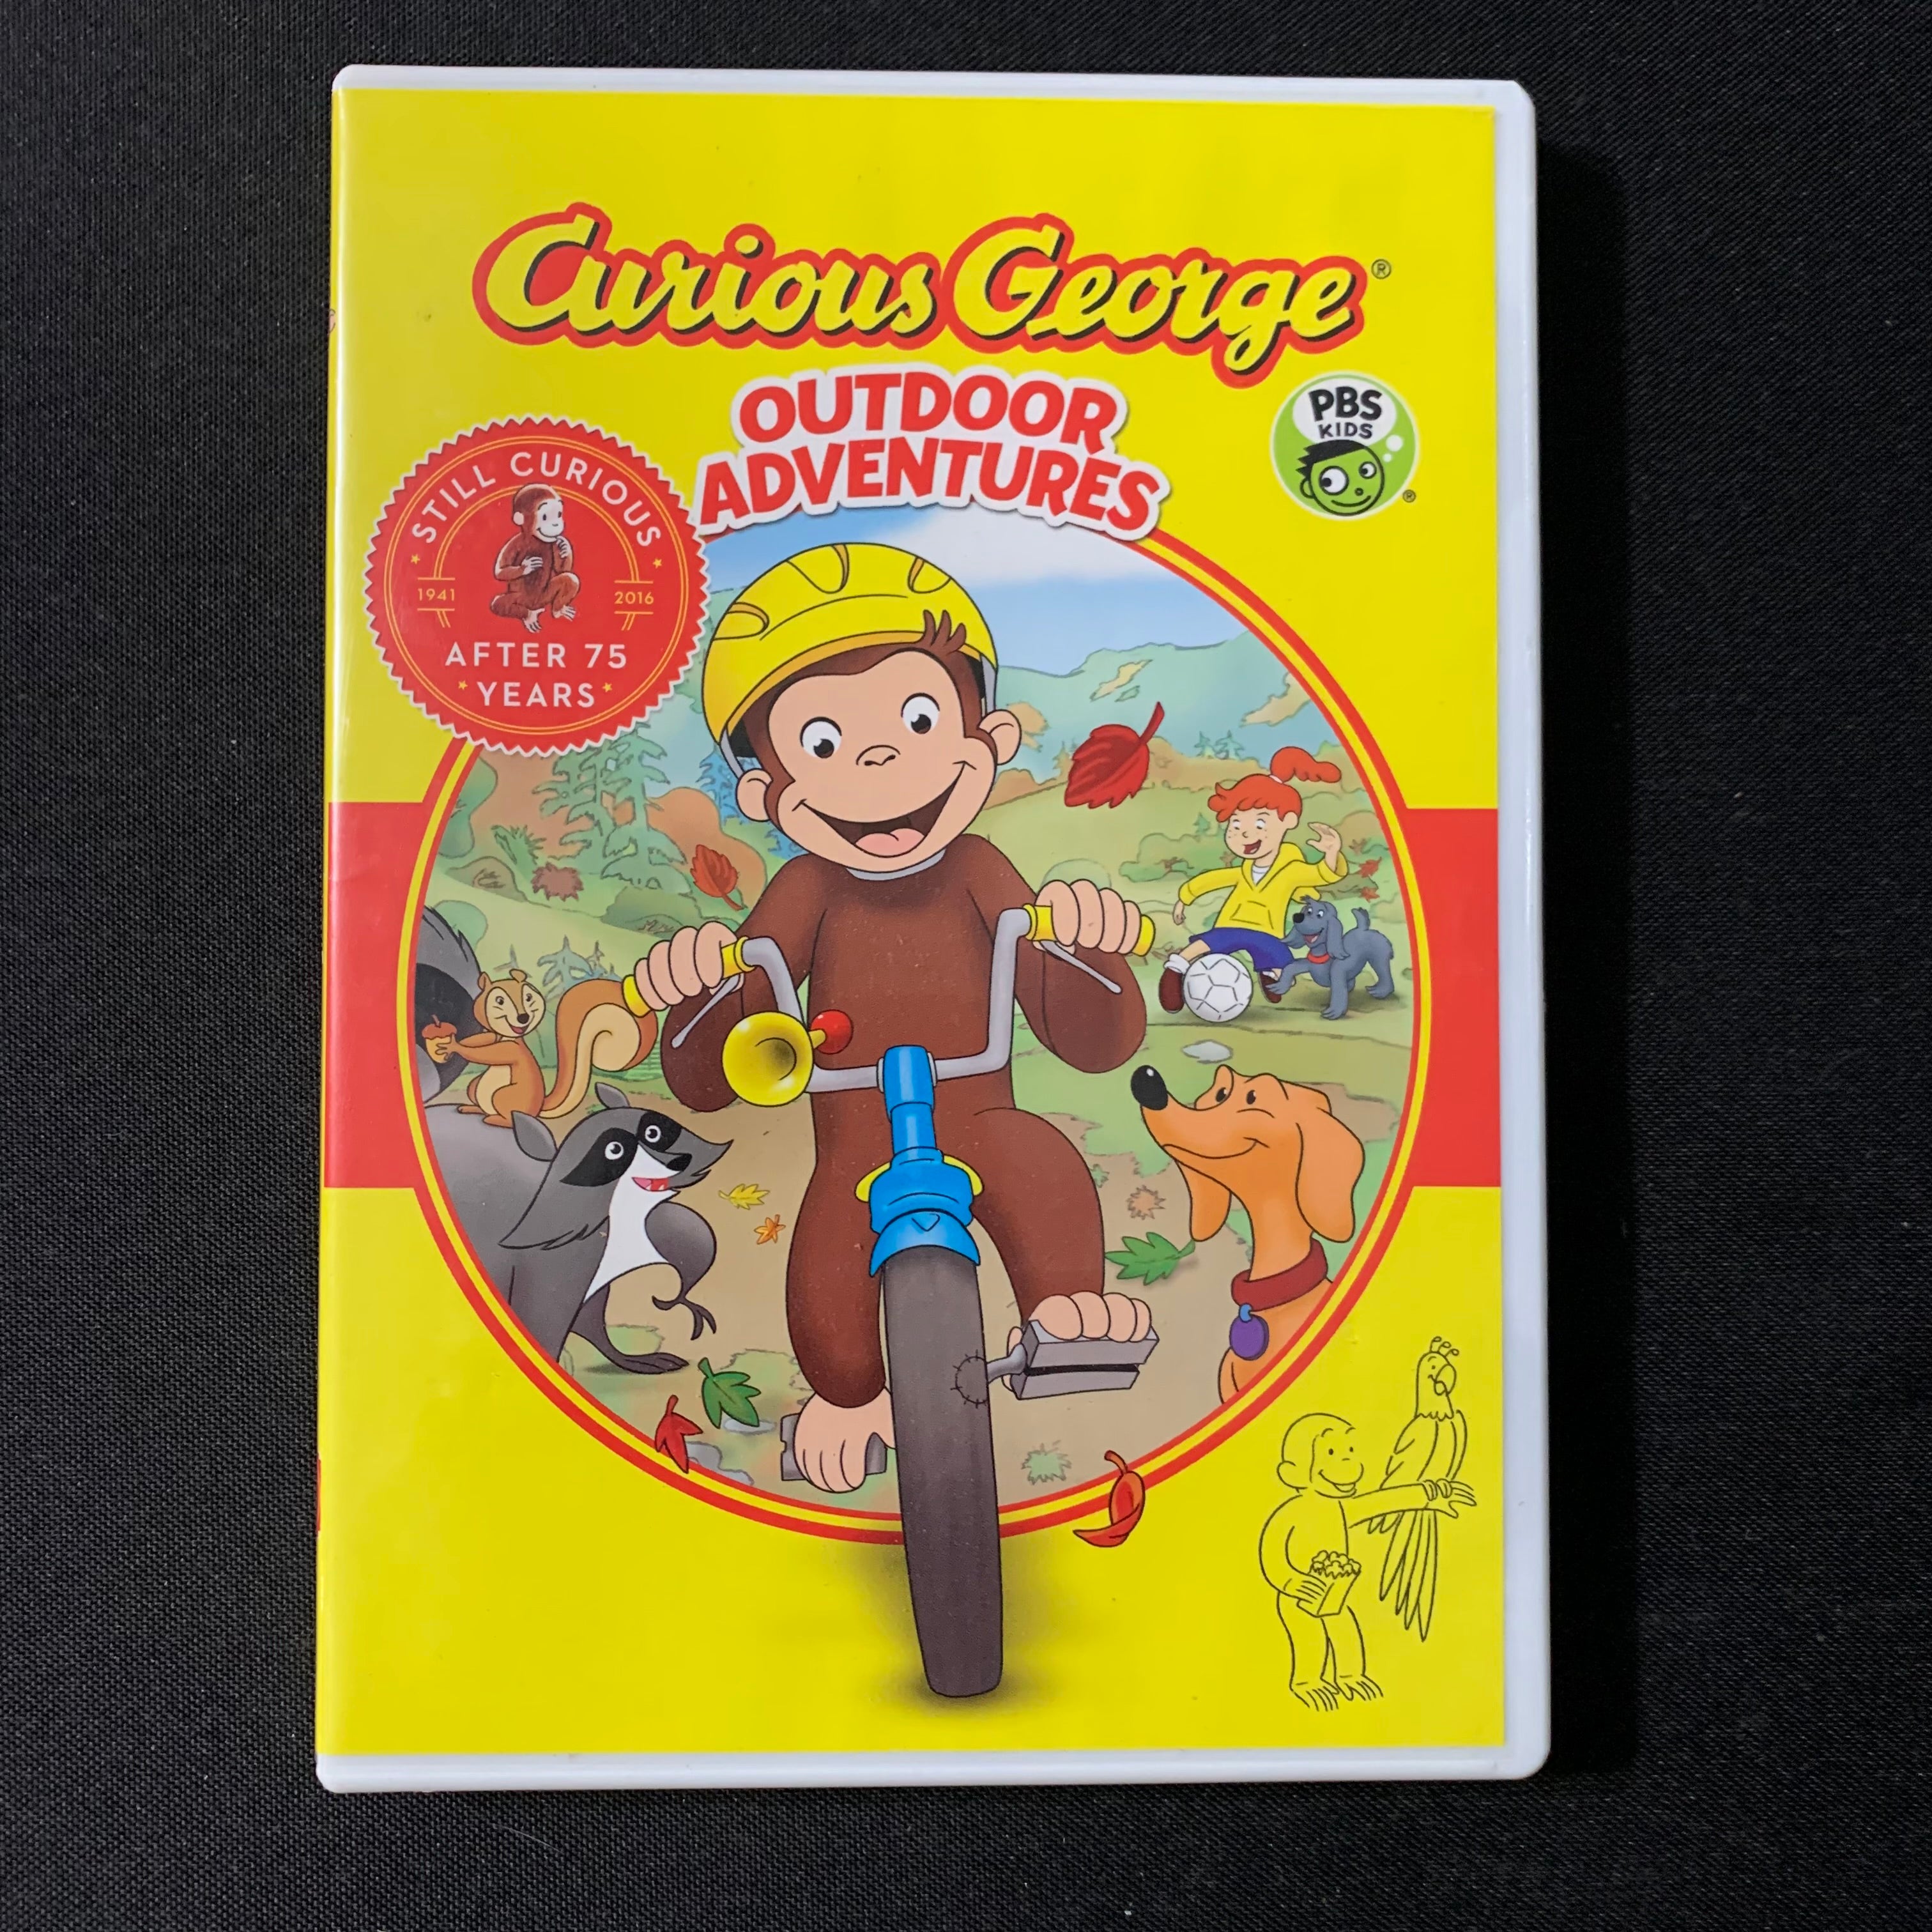 Curious George®
OUTDOOR
ADVENTURES
PBS
KIDS
®
STILL CURIOUS
1941
2016
AFTER 75
YEARS